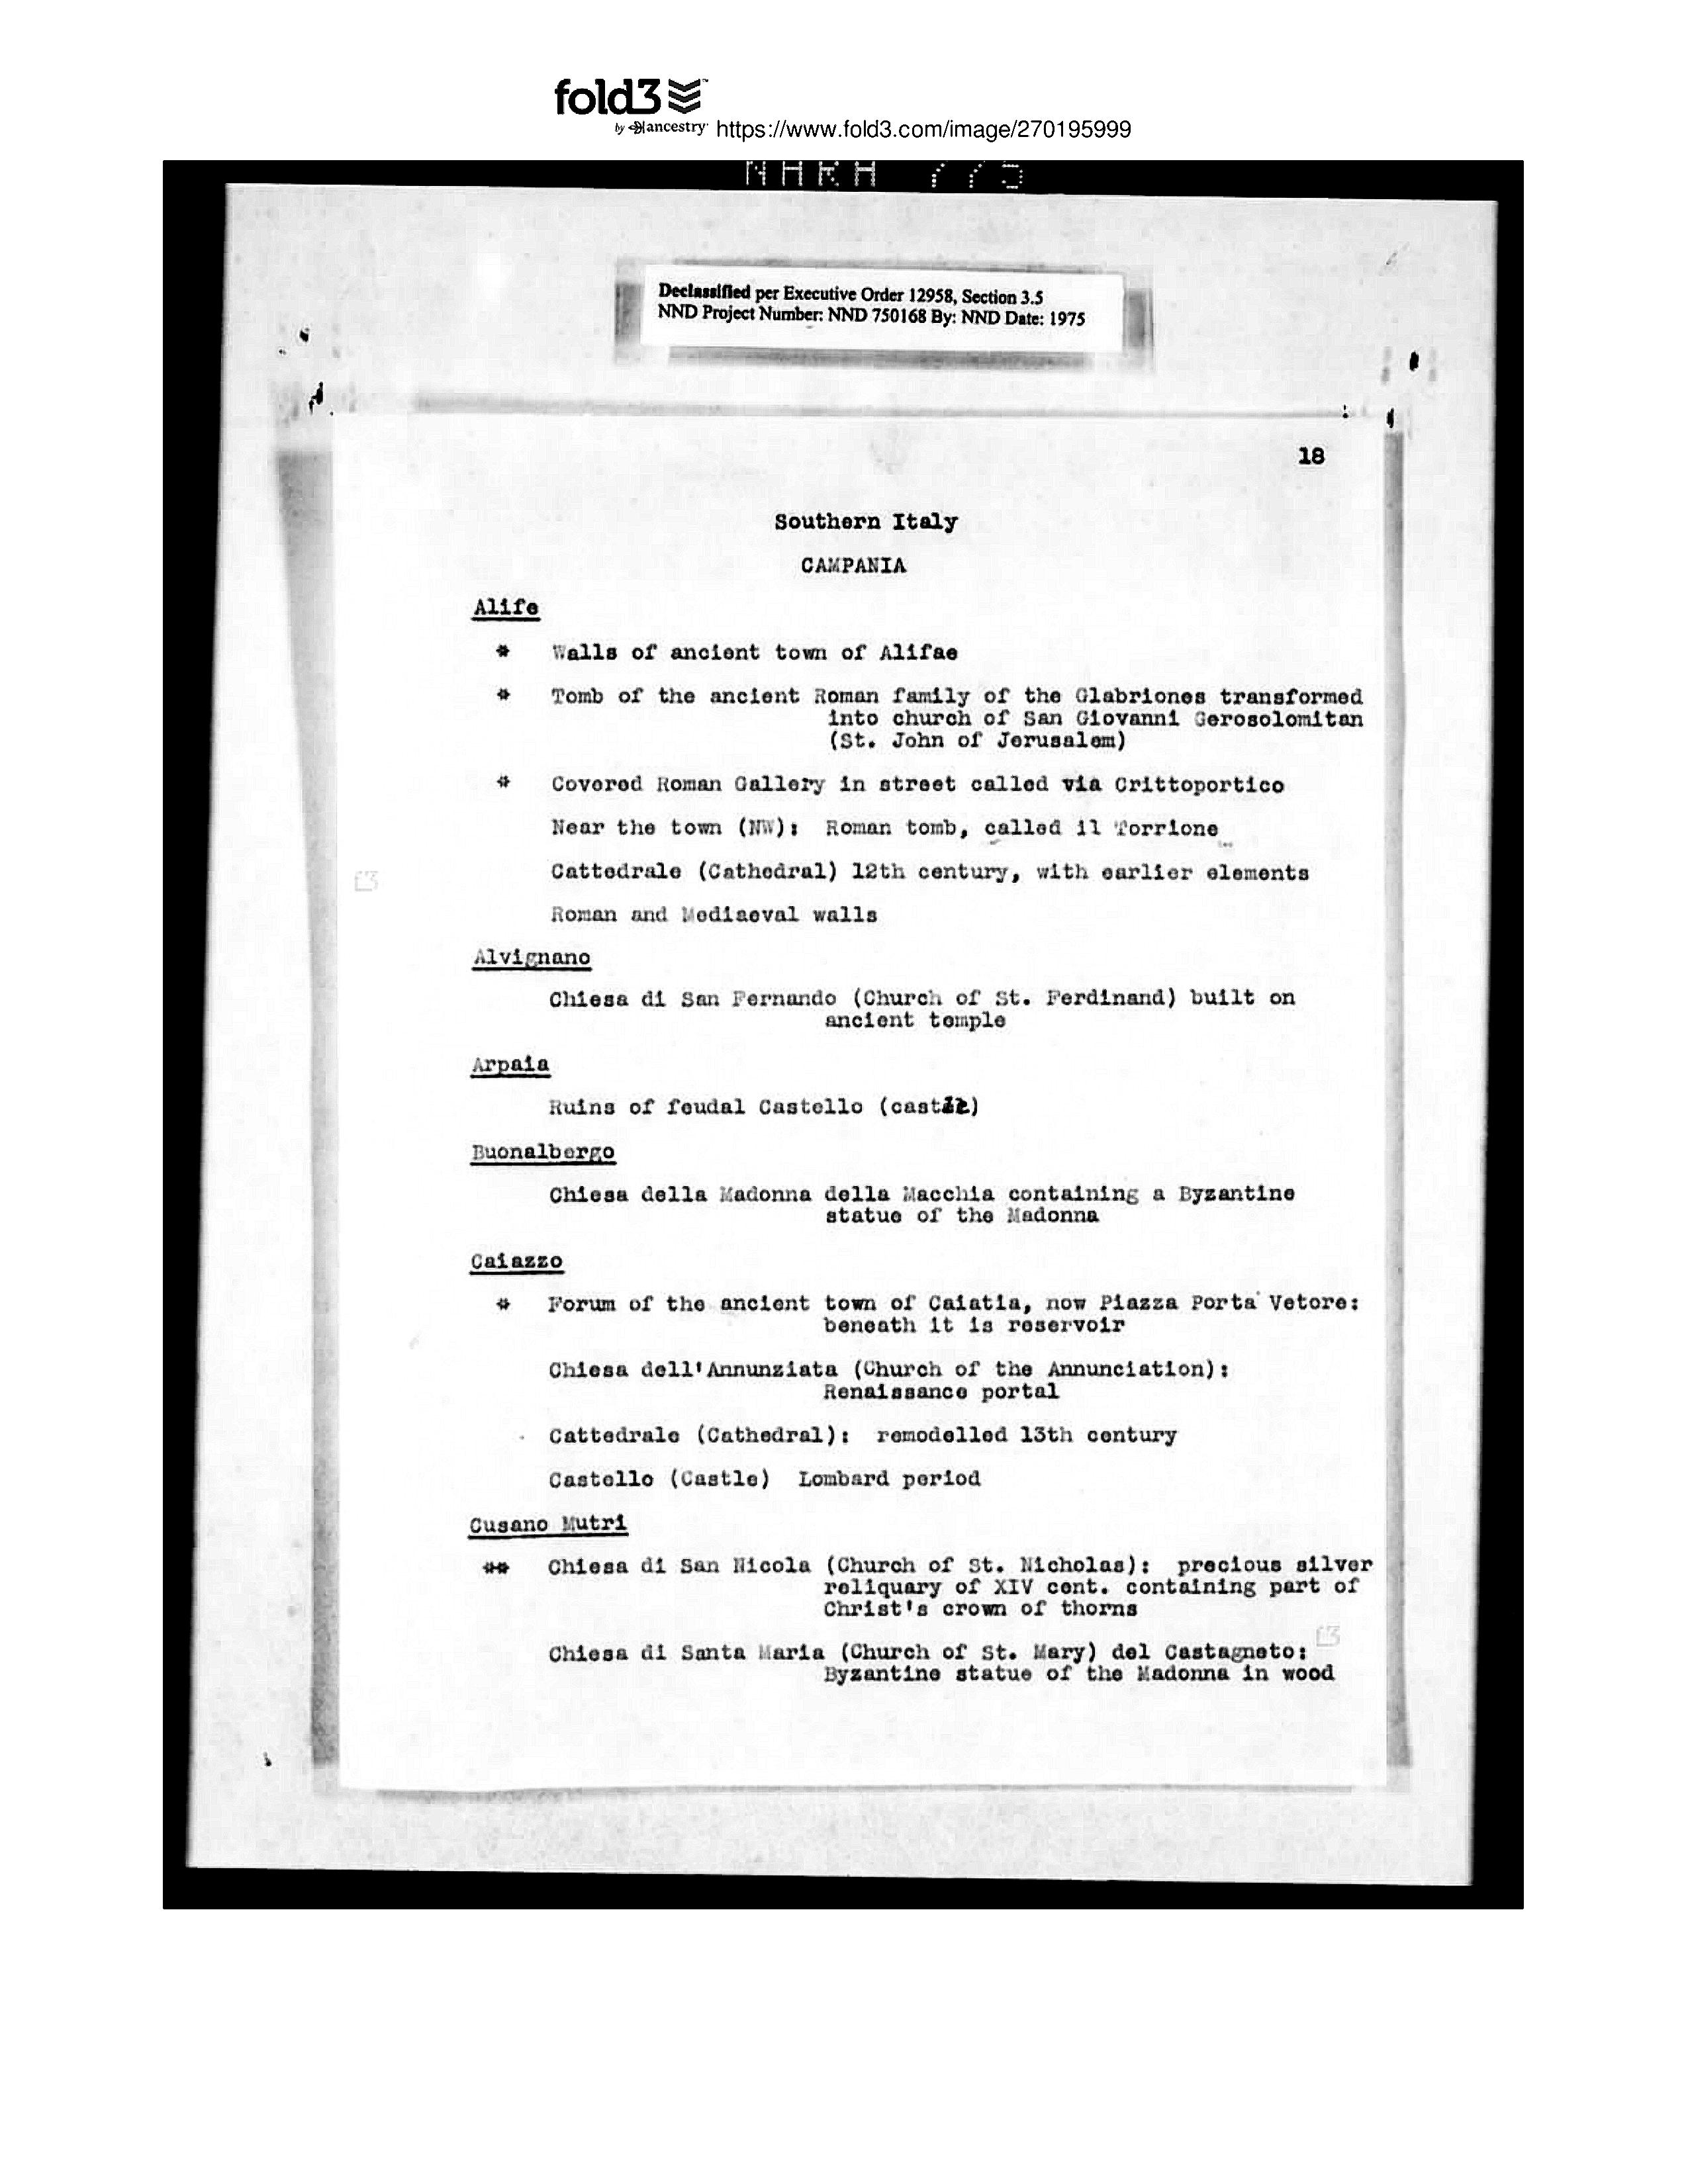 fold3
by ancestry https://www.fold3.com/image/270195999
NARA 775
Declassified per Executive Order 12958, Section 3.5
NND Project Number: NND 750168 By: NND Date: 1975
18
Southern Italy
CAMPANIA
Alife
* Walls of ancient town of Alifae
* Tomb of the ancient Roman family of the Glabriones transformed
into church of San Giovanni Gerosolomitan
(St. John of Jerusalem)
* Covered Roman Gallery in street called via Crittoportico
Near the town (NW): Roman tomb, called il Torrione
Cattedrale (Cathedral) 12th century, with earlier elements
Roman and Mediaeval walls
Alvignano
Chiesa di San Fernando (Church of St. Ferdinand) built on
ancient temple
Arpaia
Ruins of feudal Castello (castle)
Buonalbergo
Chiesa della Madonna della Macchia containing a Byzantine
statue of the Madonna
Caiazzo
* Forum of the ancient town of Caiatia, now Piazza Porta Vetere:
beneath it is reservoir
Chiesa dell'Annunziata (Church of the Annunciation):
Renaissance portal
Cattedrale (Cathedral): remodelled 13th century
Castello (Castle) Lombard period
Cusano Mutri
** Chiesa di San Nicola (Church of St. Nicholas): precious silver
reliquary of XIV cent. containing part of
Christ's crown of thorns
Chiesa di Santa Maria (Church of St. Mary) del Castagneto:
Byzantine statue of the Madonna in wood